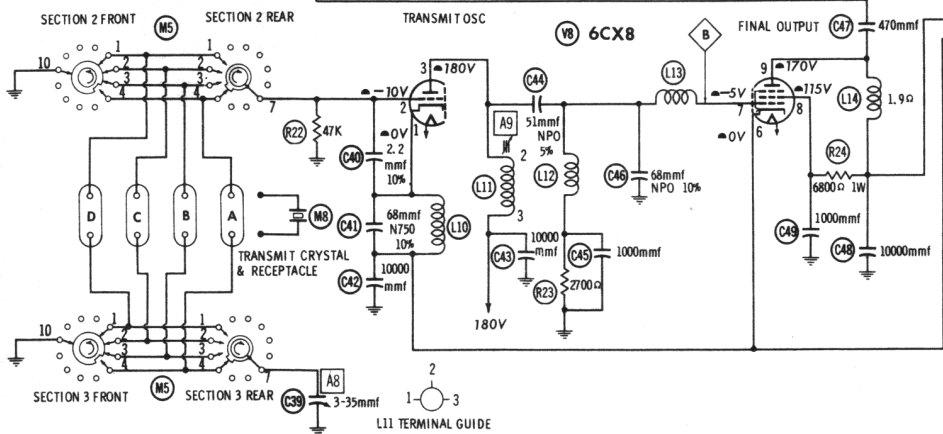 SECTION 2 FRONT
M5
SECTION 2 REAR
TRANSMIT OSC
V8 6CX8
B
FINAL OUTPUT
C47
470mmf
1
2
3
4
1
2
3
4
10
7
3
180V
-10V
2
0V
1
R22
47K
C40
2.2
mmf
10%
C44
51mmf
NPO
5%
A9
2
L11
3
L12
L13
-5V
7
9
170V
115V
8
0V
6
L14
1.9Ω
R24
6800Ω 1W
C46
68mmf
NPO 10%
D
C
B
A
M8
TRANSMIT CRYSTAL
& RECEPTACLE
C41
68mmf
N750
10%
L10
C42
10000
mmf
C43
10000
mmf
C45
1000mmf
R23
2700Ω
180V
1000mmf
C49
C48
10000mmf
10
1
2
3
4
1
2
3
4
7
SECTION 3 FRONT
M5
SECTION 3 REAR
A8
C39
3-35mmf
2
1
3
L11 TERMINAL GUIDE